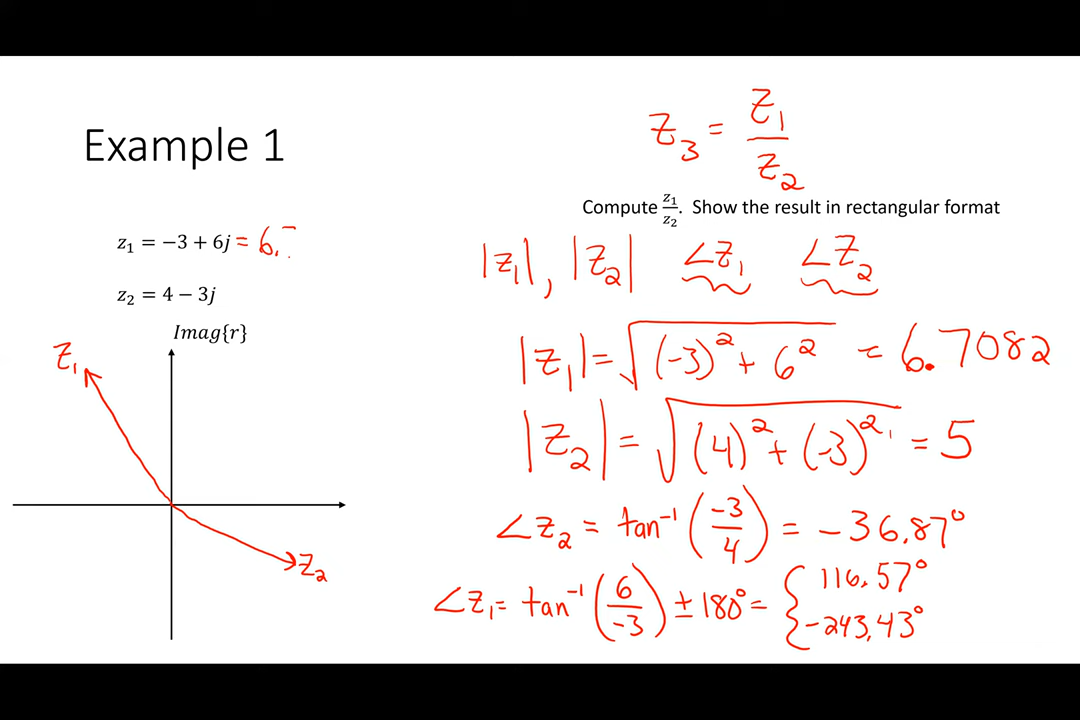 Z₃ = Z₁/Z₂
Example 1
Compute z₁/z₂. Show the result in rectangular format
z₁ = −3 + 6j = 6.7
|Z₁|, |Z₂| ∠Z₁ ∠Z₂
z₂ = 4 − 3j
Imag{r}
Z₁
|Z₁| = √((-3)² + 6²) = 6.7082
|Z₂| = √((4)² + (-3)²) = 5
∠Z₂ = tan⁻¹(-3/4) = -36.87°
Z₂
∠Z₁ = tan⁻¹(6/-3) ± 180° = { 116.57°
-243.43°